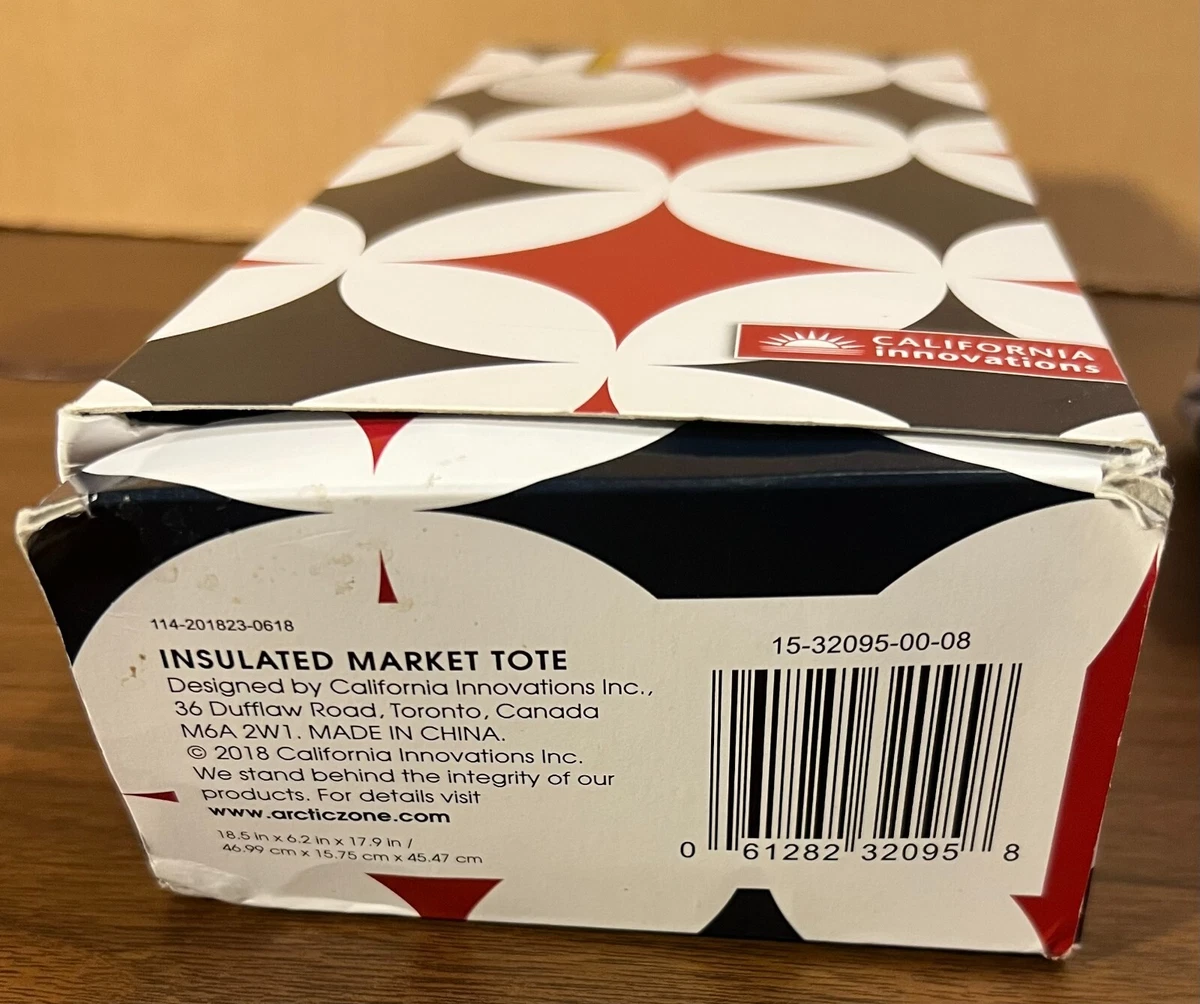 CALIFORNIA
innovations
114-201823-0618
INSULATED MARKET TOTE
Designed by California Innovations Inc.,
36 Dufflaw Road, Toronto, Canada
M6A 2W1. MADE IN CHINA.
© 2018 California Innovations Inc.
We stand behind the integrity of our
products. For details visit
www.arcticzone.com
18.5 in x 6.2 in x 17.9 in /
46.99 cm x 15.75 cm x 45.47 cm
15-32095-00-08
0 61282 32095 8